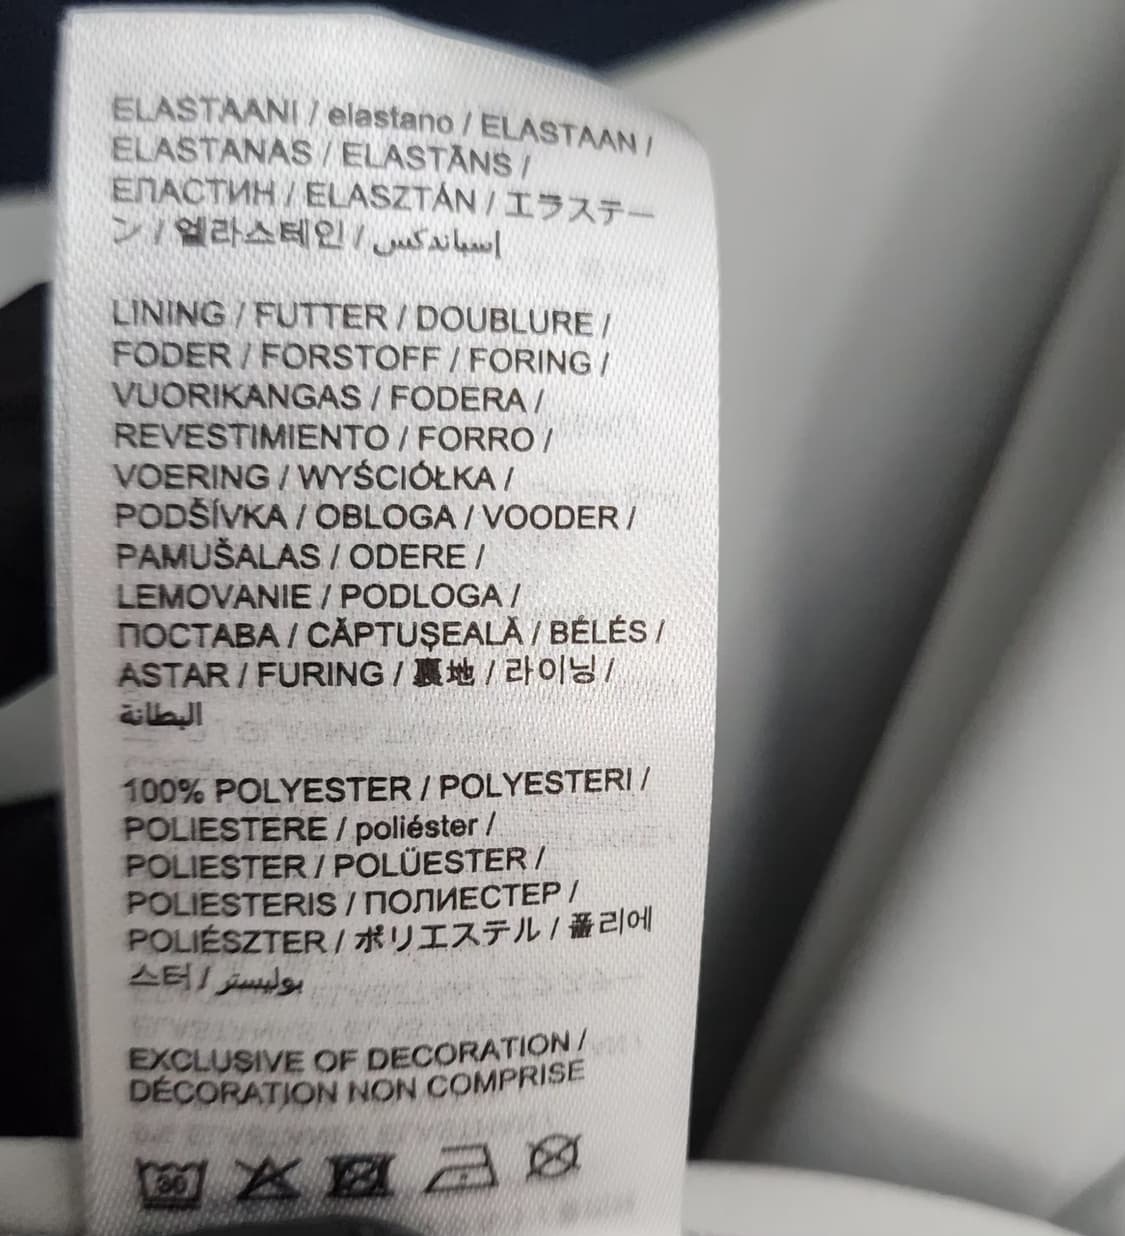 ELASTAANI / elastano / ELASTAAN /
ELASTANAS / ELASTĀNS /
ЕПАСТИН / ELASZTÁN / エラステー
ン / 엘라스테인 / إسباندكس
LINING / FUTTER / DOUBLURE /
FODER / FORSTOFF / FORING /
VUORIKANGAS / FODERA /
REVESTIMIENTO / FORRO /
VOERING / WYŚCIÓŁKA /
PODŠÍVKA / OBLOGA / VOODER /
PAMUŠALAS / ODERE /
LEMOVANIE / PODLOGA /
ПОСТАВА / CĂPTUŞEALĂ / BÉLÉS /
ASTAR / FURING / 裏地 / 라이닝 /
البطانة
100% POLYESTER / POLYESTERI /
POLIESTERE / poliéster /
POLIESTER / POLÜESTER /
POLIESTERIS / ПОЛИЕСТЕР /
POLIÉSZTER / ポリエステル / 폴리에
스터 / بوليستر
EXCLUSIVE OF DECORATION /
DÉCORATION NON COMPRISE
30